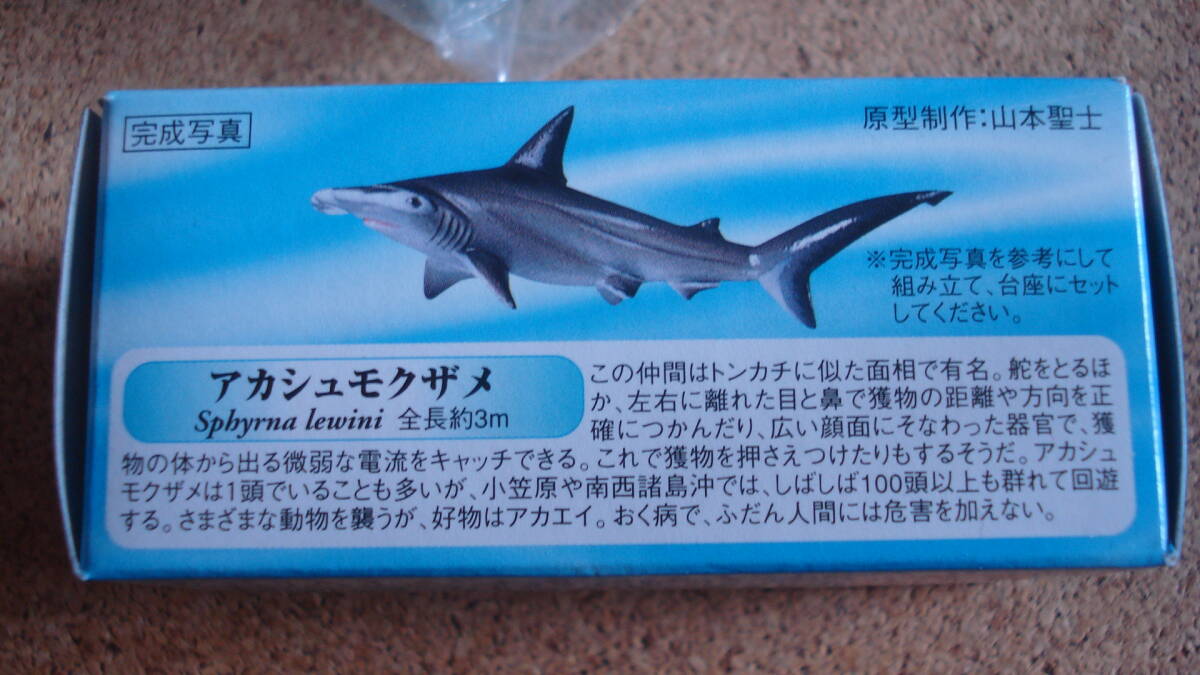 完成写真
原型制作：山本聖士
※完成写真を参考にして
組み立て、台座にセット
してください。
アカシュモクザメ
Sphyrna lewini 全長約3m
この仲間はトンカチに似た面相で有名。舵をとるほ
か、左右に離れた目と鼻で獲物の距離や方向を正
確につかんだり、広い顔面にそなわった器官で、獲
物の体から出る微弱な電流をキャッチできる。これで獲物を押さえつけたりもするそうだ。アカシュ
モクザメは1頭でいることも多いが、小笠原や南西諸島沖では、しばしば100頭以上も群れて回遊
する。さまざまな動物を襲うが、好物はアカエイ。おく病で、ふだん人間には危害を加えない。